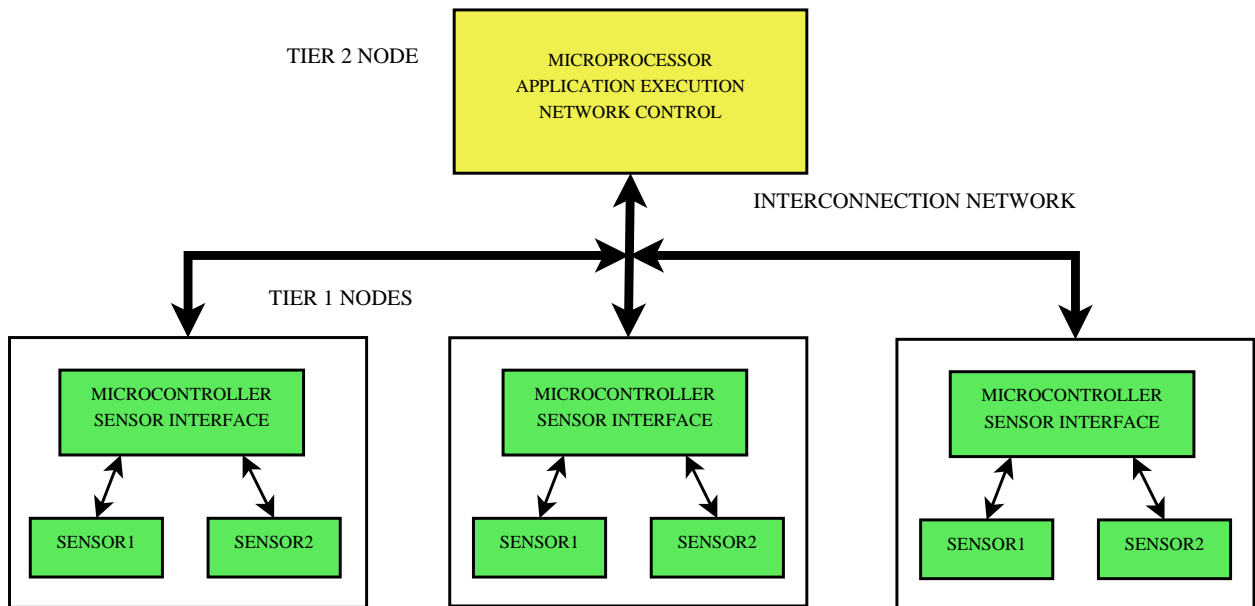 TIER 2 NODE
MICROPROCESSOR
APPLICATION EXECUTION
NETWORK CONTROL
INTERCONNECTION NETWORK
TIER 1 NODES
MICROCONTROLLER
SENSOR INTERFACE
SENSOR1
SENSOR2
MICROCONTROLLER
SENSOR INTERFACE
SENSOR1
SENSOR2
MICROCONTROLLER
SENSOR INTERFACE
SENSOR1
SENSOR2